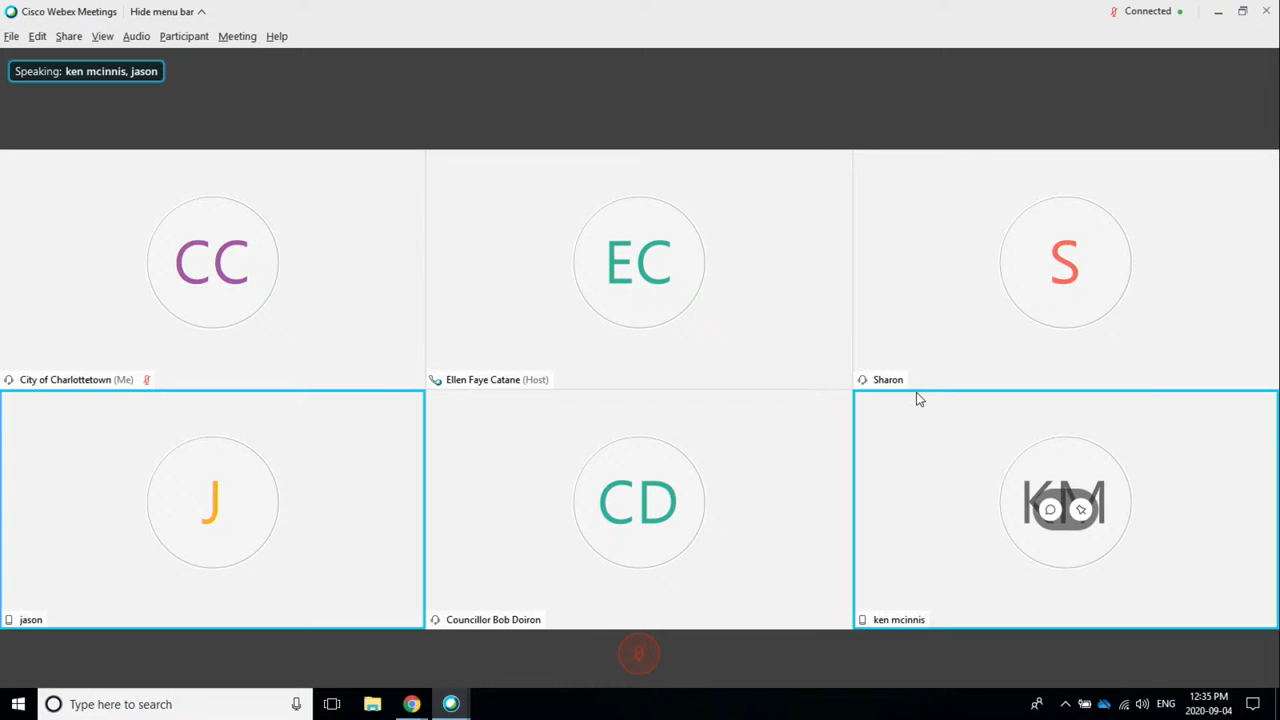 Cisco Webex Meetings Hide menu bar Connected
File Edit Share View Audio Participant Meeting Help
Speaking: ken mcinnis, jason
CC EC S
City of Charlottetown (Me) Ellen Faye Catane (Host) Sharon
J CD KM
jason Councillor Bob Doiron ken mcinnis
Type here to search ENG 12:35 PM
2020-09-04